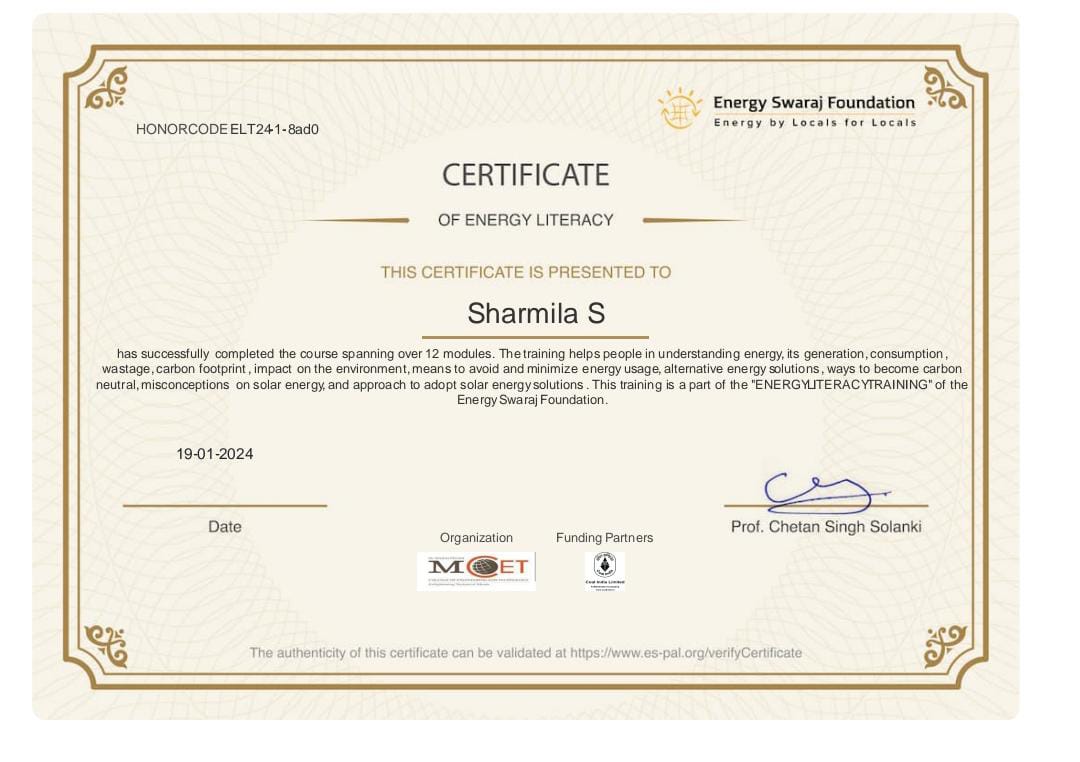 Energy Swaraj Foundation
Energy by Locals for Locals
HONORCODE ELT24-1-8ad0
CERTIFICATE
OF ENERGY LITERACY
THIS CERTIFICATE IS PRESENTED TO
Sharmila S
has successfully completed the course spanning over 12 modules. The training helps people in understanding energy, its generation, consumption,
wastage, carbon footprint, impact on the environment, means to avoid and minimize energy usage, alternative energy solutions, ways to become carbon
neutral, misconceptions on solar energy, and approach to adopt solar energy solutions. This training is a part of the "ENERGYLITERACYTRAINING" of the
Energy Swaraj Foundation.
19-01-2024
Date
Prof. Chetan Singh Solanki
Organization
Funding Partners
MCET
Coal India Limited
The authenticity of this certificate can be validated at https://www.es-pal.org/verifyCertificate